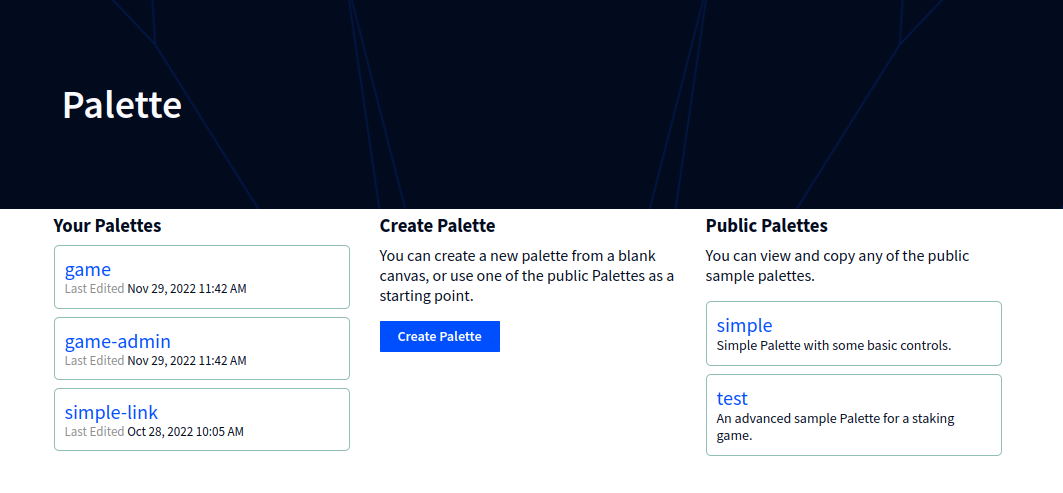 Palette
Your Palettes
game
Last Edited Nov 29, 2022 11:42 AM
game-admin
Last Edited Nov 29, 2022 11:42 AM
simple-link
Last Edited Oct 28, 2022 10:05 AM
Create Palette
You can create a new palette from a blank
canvas, or use one of the public Palettes as a
starting point.
Create Palette
Public Palettes
You can view and copy any of the public
sample palettes.
simple
Simple Palette with some basic controls.
test
An advanced sample Palette for a staking
game.